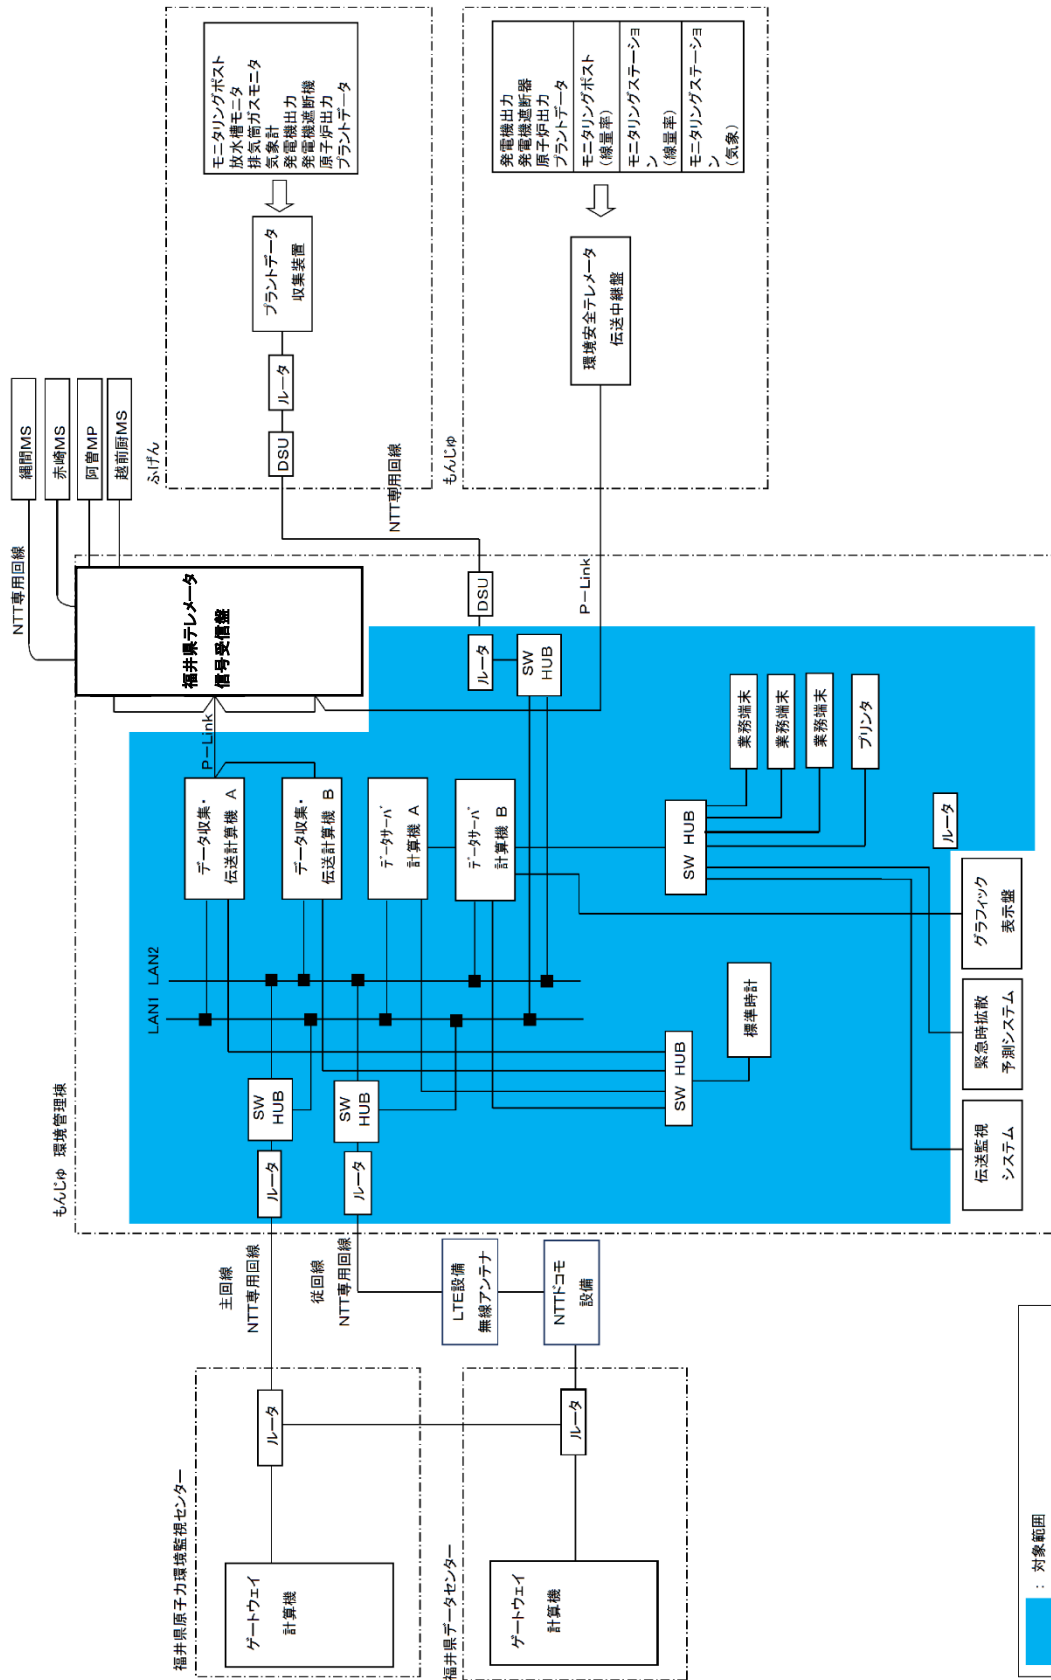 福井県原子力環境監視センター
ゲートウェイ
計算機
ルータ
福井県データセンター
ゲートウェイ
計算機
ルータ
主回線
NTT専用回線
従回線
NTT専用回線
LTE設備
無線アンテナ
NTTドコモ
設備
もんじゅ 環境管理棟
ルータ
SW
HUB
ルータ
SW
HUB
LAN1
LAN2
データ収集・
伝送計算機 A
データ収集・
伝送計算機 B
データサーバ
計算機 A
データサーバ
計算機 B
P－Link
福井県テレメータ
信号受信盤
NTT専用回線
縄間MS
赤崎MS
阿曽MP
越前厨MS
SW HUB
標準時計
SW HUB
業務端末
業務端末
業務端末
プリンタ
ルータ
伝送監視
システム
緊急時拡散
予測システム
グラフィック
表示盤
ルータ
SW
HUB
DSU
NTT専用回線
P－Link
ふげん
DSU
ルータ
プラントデータ
収集装置
モニタリングポスト
放水槽モニタ
排気筒ガスモニタ
気象計
発電機出力
発電機遮断機
原子炉出力
プラントデータ
もんじゅ
環境安全テレメータ
伝送中継盤
発電機出力
発電機遮断器
原子炉出力
プラントデータ
モニタリングポスト
(線量率)
モニタリングステーショ
ン
(線量率)
モニタリングステーショ
ン
(気象)
： 対象範囲